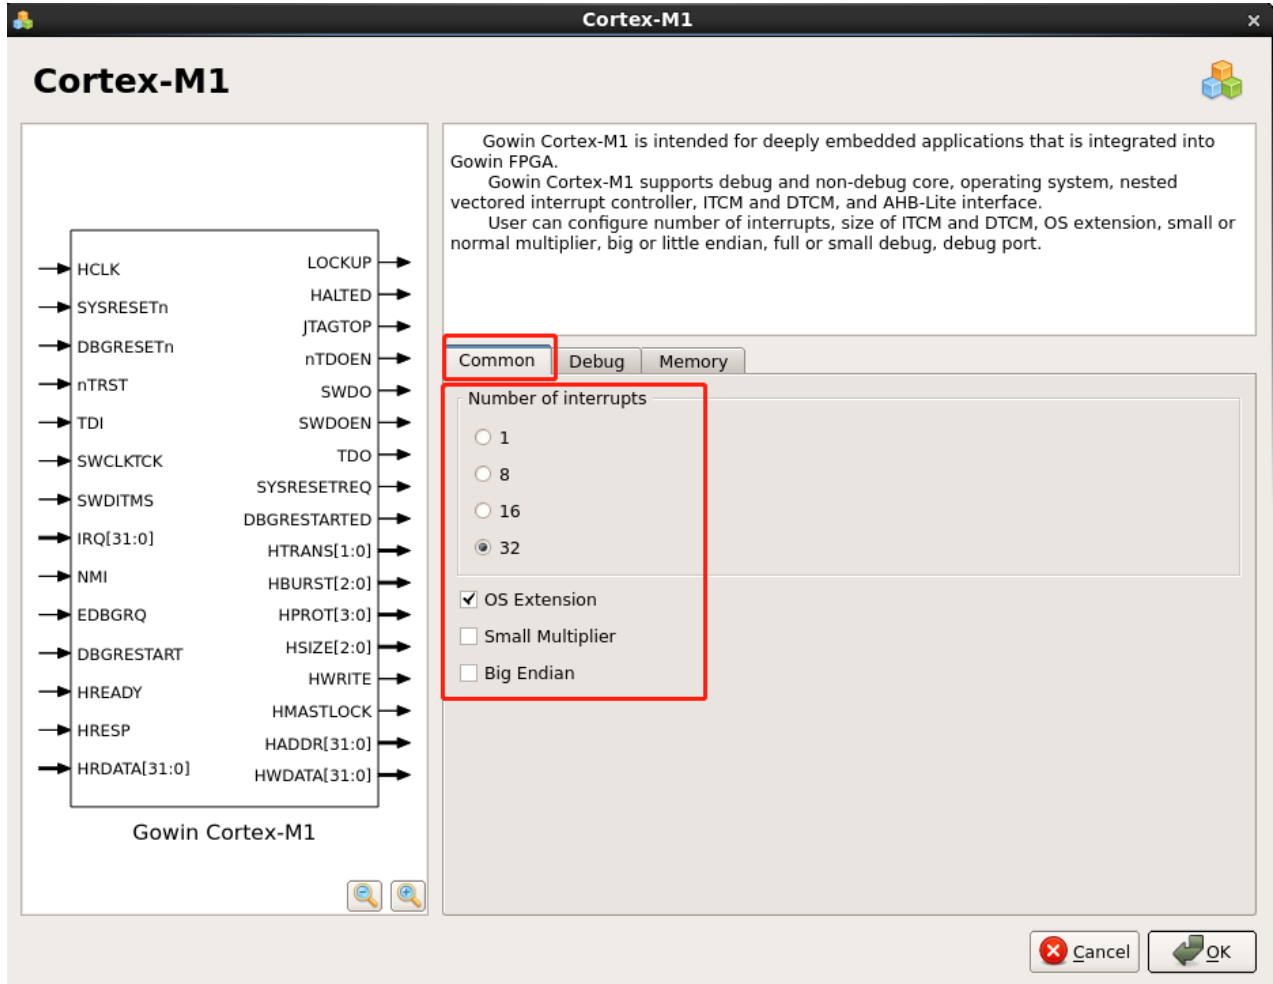 Cortex-M1
Cortex-M1
HCLK
SYSRESETn
DBGRESETn
nTRST
TDI
SWCLKTCK
SWDITMS
IRQ[31:0]
NMI
EDBGRQ
DBGRESTART
HREADY
HRESP
HRDATA[31:0]
LOCKUP
HALTED
JTAGTOP
nTDOEN
SWDO
SWDOEN
TDO
SYSRESETREQ
DBGRESTARTED
HTRANS[1:0]
HBURST[2:0]
HPROT[3:0]
HSIZE[2:0]
HWRITE
HMASTLOCK
HADDR[31:0]
HWDATA[31:0]
Gowin Cortex-M1
Gowin Cortex-M1 is intended for deeply embedded applications that is integrated into
Gowin FPGA.
Gowin Cortex-M1 supports debug and non-debug core, operating system, nested
vectored interrupt controller, ITCM and DTCM, and AHB-Lite interface.
User can configure number of interrupts, size of ITCM and DTCM, OS extension, small or
normal multiplier, big or little endian, full or small debug, debug port.
Common Debug Memory
Number of interrupts
1
8
16
32
OS Extension
Small Multiplier
Big Endian
Cancel OK